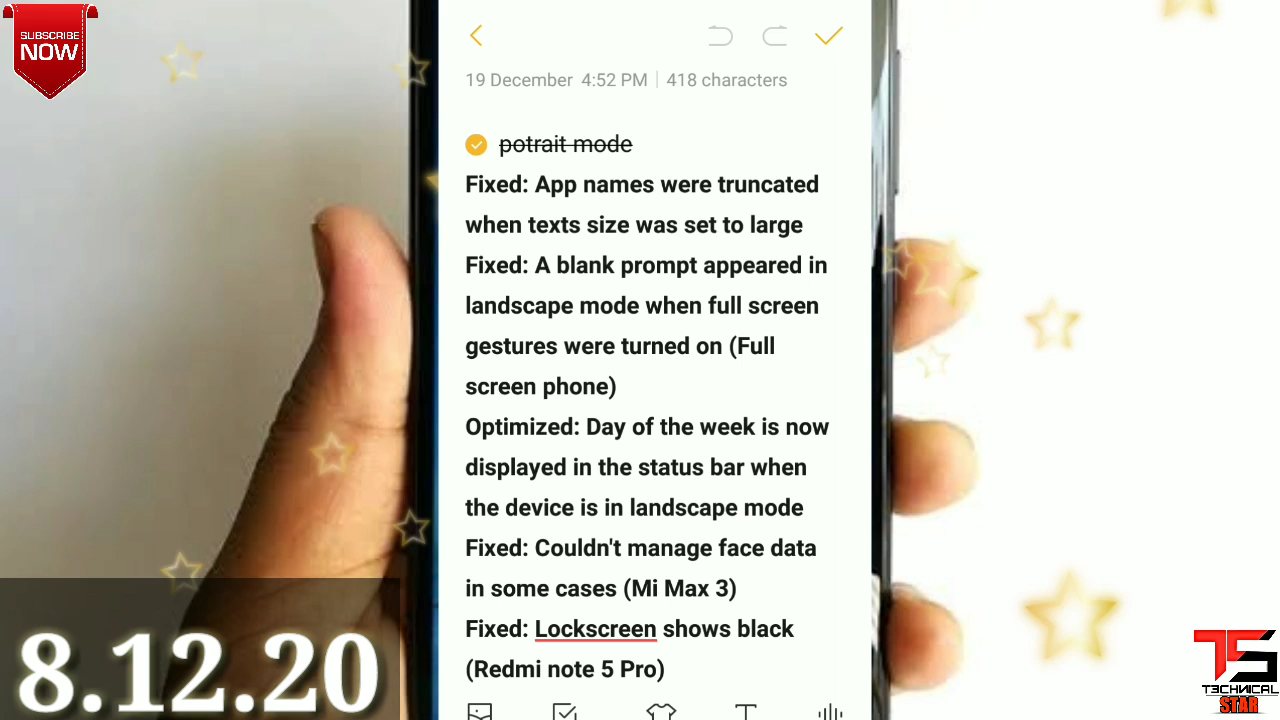 SUBSCRIBE
NOW
19 December 4:52 PM | 418 characters
potrait mode
Fixed: App names were truncated
when texts size was set to large
Fixed: A blank prompt appeared in
landscape mode when full screen
gestures were turned on (Full
screen phone)
Optimized: Day of the week is now
displayed in the status bar when
the device is in landscape mode
Fixed: Couldn't manage face data
in some cases (Mi Max 3)
Fixed: Lockscreen shows black
(Redmi note 5 Pro)
8.12.20
TS
TECHNICAL
STAR